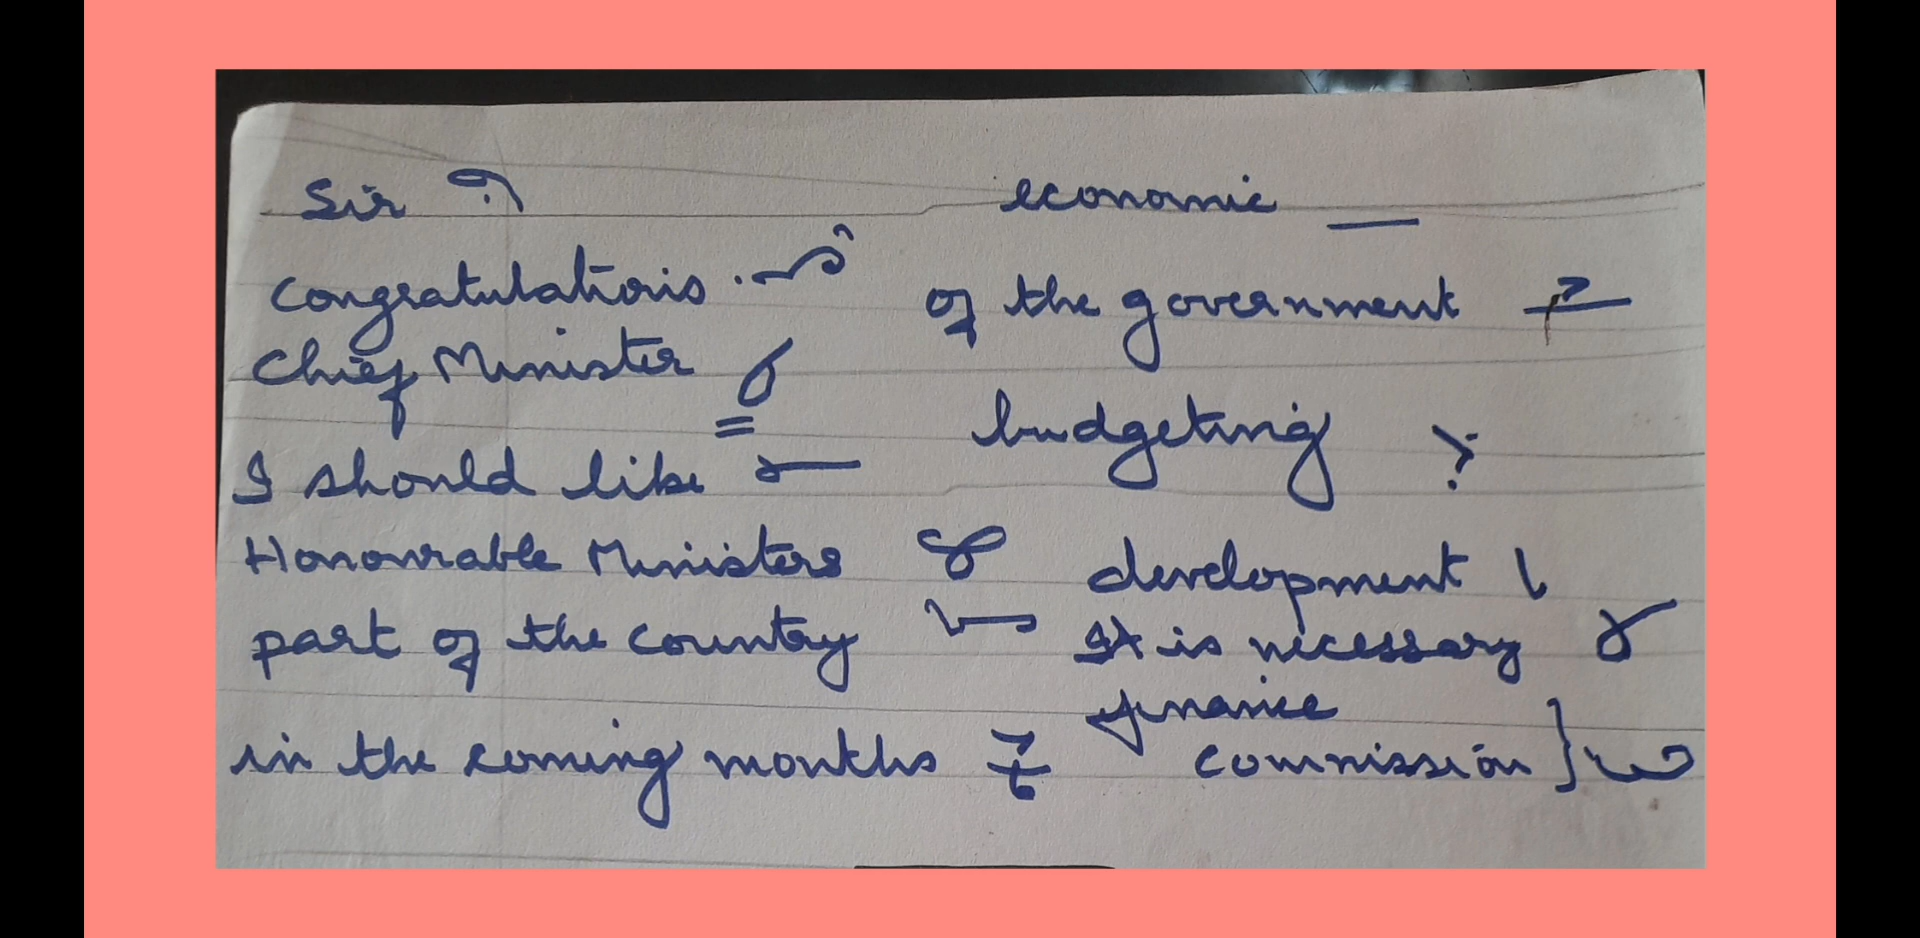 Sir
Congratulations
Chief Minister
I should like
Honourable Ministers
part of the country
in the coming months
economic
of the government
budgeting
development
It is necessary
finance
commission